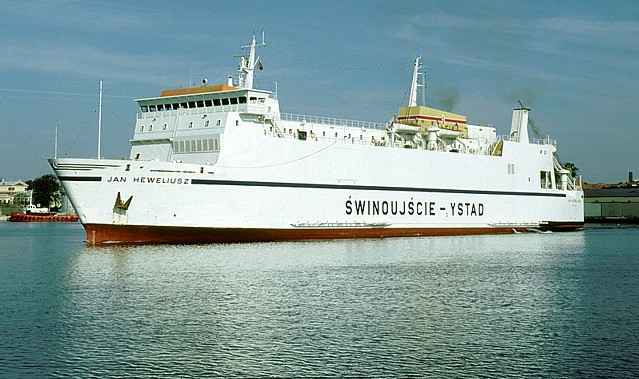 JAN HEWELIUSZ
ŚWINOUJŚCIE – YSTAD